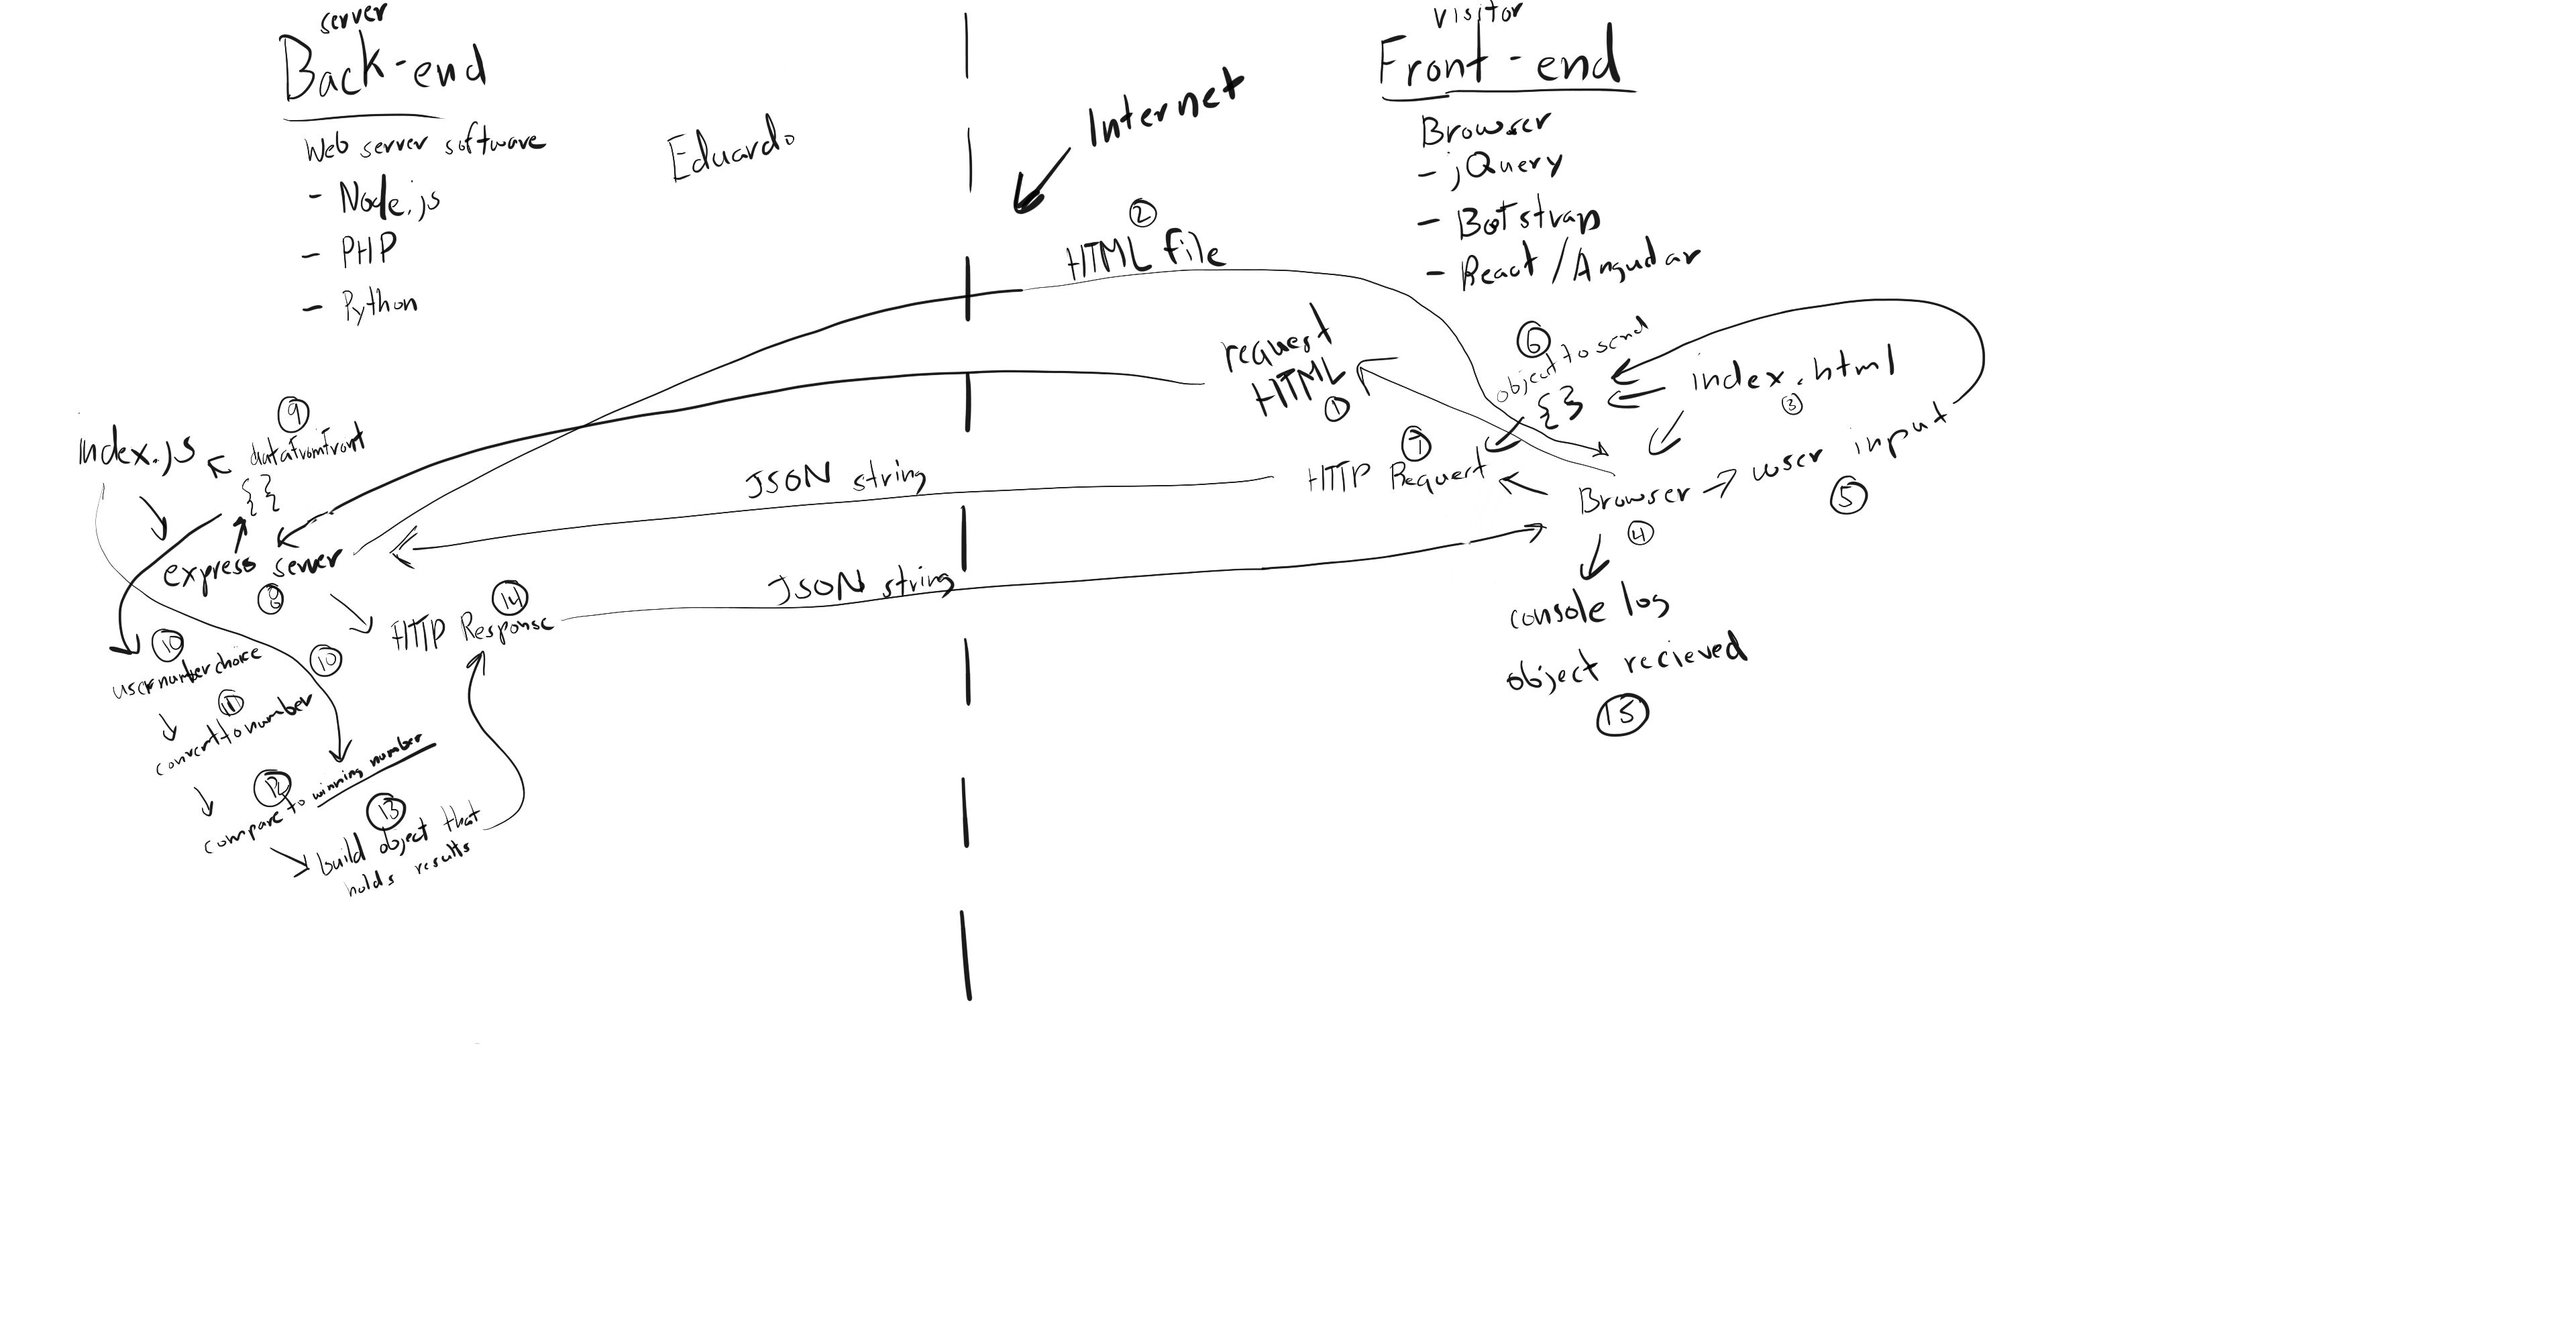 server
Back-end
Web server software
- Node.js
- PHP
- Python
Eduardo
Internet
visitor
Front-end
Browser
- jQuery
- Botstrap
- React/Angular
②
HTML file
request
HTML
①
⑥
object to send
{}
index.html
③
⑦
HTTP Request
Browser → user input
④
⑤
console log
object recieved
⑮
JSON string
JSON string
index.js
⑨
datafromfront
{}
express server
⑧
⑭
HTTP Response
⑩
usernumberchoice
⑩
⑪
converttonumber
⑫
compare to winning number
⑬
build object that
holds results